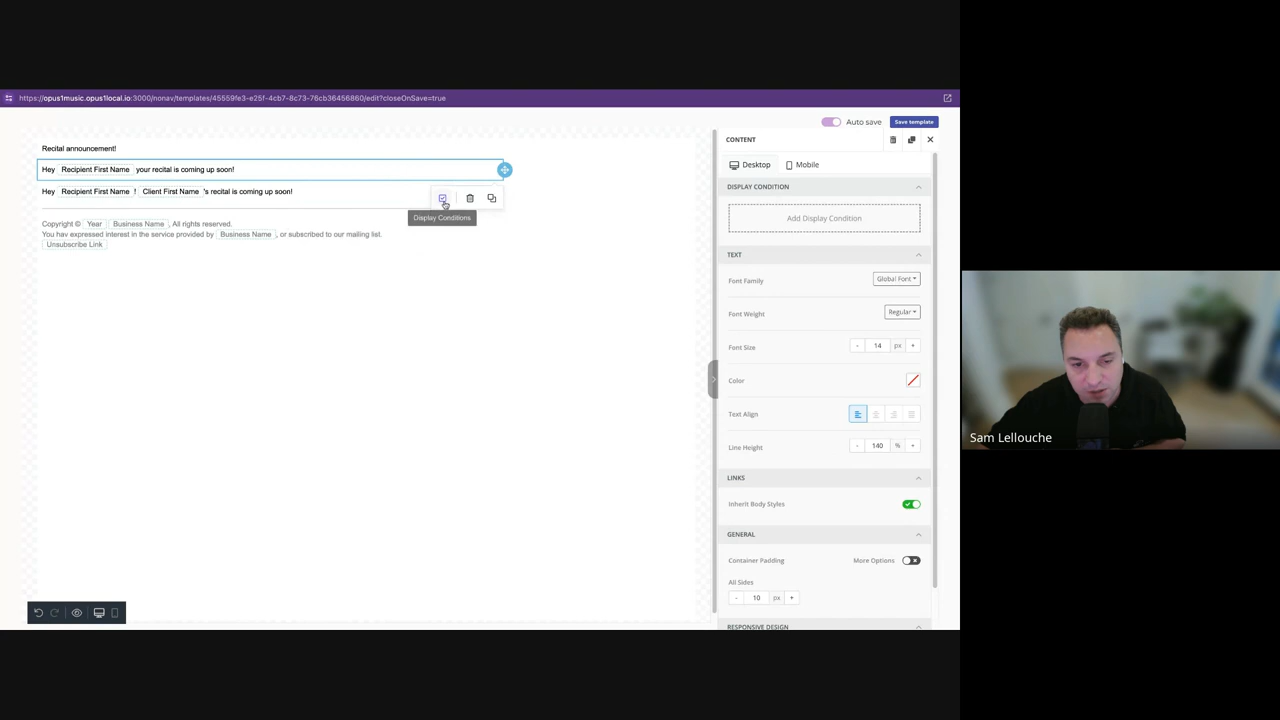 https://opus1music.opus1local.io:3000/nonav/templates/45559fe3-e25f-4cb7-8c73-76cb36456860/edit?closeOnSave=true
Auto save
Save template
Recital announcement!
Hey Recipient First Name your recital is coming up soon!
Hey Recipient First Name ! Client First Name 's recital is coming up soon!
Display Conditions
Copyright © Year Business Name , All rights reserved.
You hav expressed interest in the service provided by Business Name , or subscribed to our mailing list.
Unsubscribe Link
CONTENT
Desktop
Mobile
DISPLAY CONDITION
Add Display Condition
TEXT
Font Family
Global Font
Font Weight
Regular
Font Size
- 14 px +
Color
Text Align
Line Height
- 140 % +
LINKS
Inherit Body Styles
GENERAL
Container Padding
More Options
All Sides
- 10 px +
RESPONSIVE DESIGN
Sam Lellouche